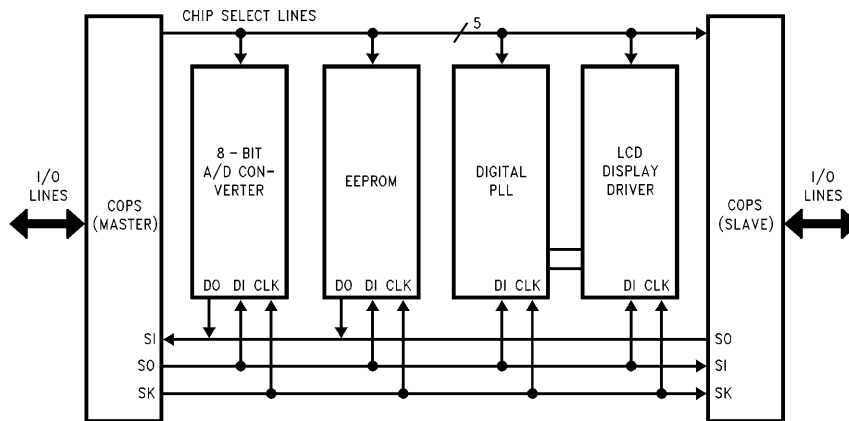 CHIP SELECT LINES
5
8 - BIT
A/D CON-
VERTER
EEPROM
DIGITAL
PLL
LCD
DISPLAY
DRIVER
I/O
LINES
COPS
(MASTER)
COPS
(SLAVE)
I/O
LINES
DO DI CLK
DO DI CLK
DI CLK
DI CLK
SI
SO
SO
SI
SK
SK